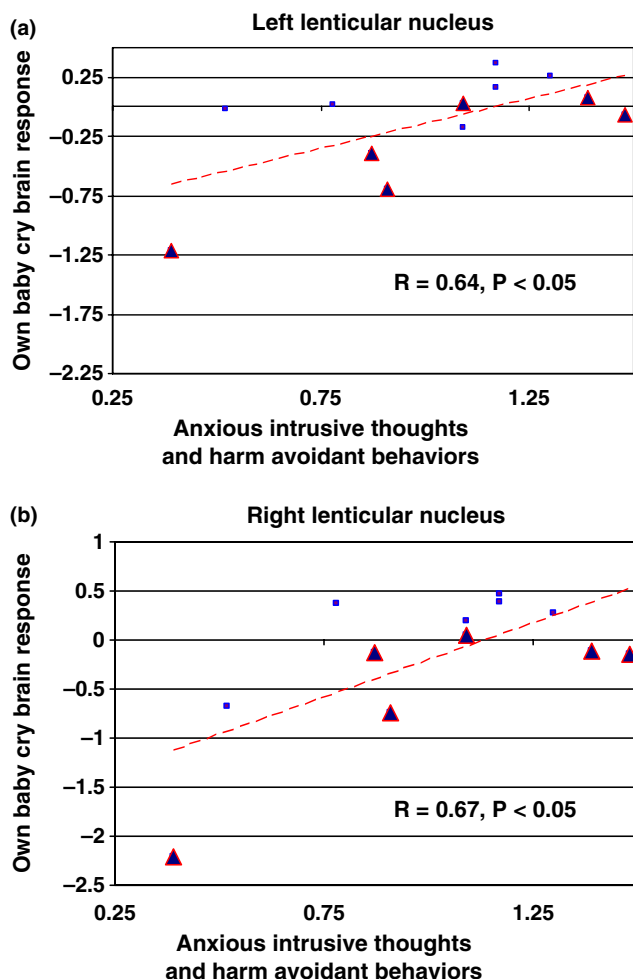 (a)
Left lenticular nucleus
Own baby cry brain response
0.25
−0.25
−0.75
−1.25
−1.75
−2.25
R = 0.64, P < 0.05
0.25 0.75 1.25
Anxious intrusive thoughts
and harm avoidant behaviors
(b)
Right lenticular nucleus
Own baby cry brain response
1
0.5
0
−0.5
−1
−1.5
−2
−2.5
R = 0.67, P < 0.05
0.25 0.75 1.25
Anxious intrusive thoughts
and harm avoidant behaviors